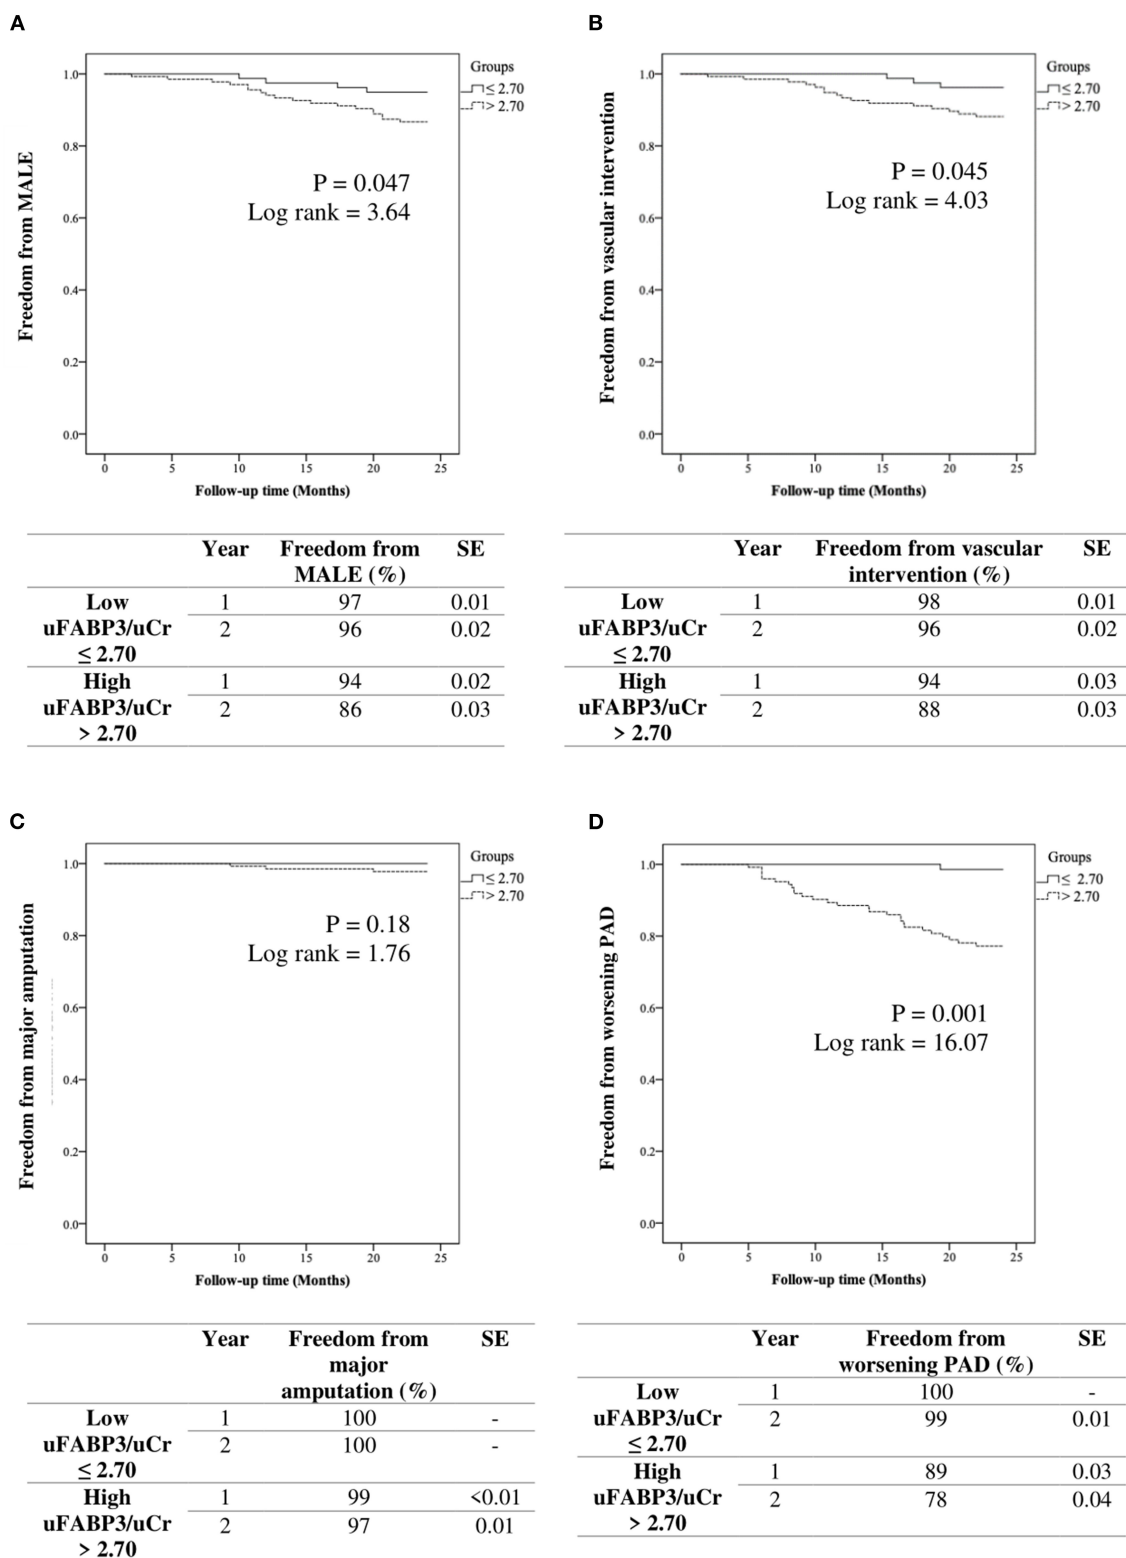 A
Groups
≤ 2.70
> 2.70
1.0
0.8
0.6
0.4
0.2
0.0
P = 0.047
Log rank = 3.64
Freedom from MALE
0 5 10 15 20 25
Follow-up time (Months)
Year Freedom from MALE (%) SE
Low uFABP3/uCr ≤ 2.70
1 97 0.01
2 96 0.02
High uFABP3/uCr > 2.70
1 94 0.02
2 86 0.03
B
Groups
≤ 2.70
> 2.70
1.0
0.8
0.6
0.4
0.2
0.0
P = 0.045
Log rank = 4.03
Freedom from vascular intervention
0 5 10 15 20 25
Follow-up time (Months)
Year Freedom from vascular intervention (%) SE
Low uFABP3/uCr ≤ 2.70
1 98 0.01
2 96 0.02
High uFABP3/uCr > 2.70
1 94 0.03
2 88 0.03
C
Groups
≤ 2.70
> 2.70
1.0
0.8
0.6
0.4
0.2
0.0
P = 0.18
Log rank = 1.76
Freedom from major amputation
0 5 10 15 20 25
Follow-up time (Months)
Year Freedom from major amputation (%) SE
Low uFABP3/uCr ≤ 2.70
1 100 -
2 100 -
High uFABP3/uCr > 2.70
1 99 <0.01
2 97 0.01
D
Groups
≤ 2.70
> 2.70
1.0
0.8
0.6
0.4
0.2
0.0
P = 0.001
Log rank = 16.07
Freedom from worsening PAD
0 5 10 15 20 25
Follow-up time (Months)
Year Freedom from worsening PAD (%) SE
Low uFABP3/uCr ≤ 2.70
1 100 -
2 99 0.01
High uFABP3/uCr > 2.70
1 89 0.03
2 78 0.04